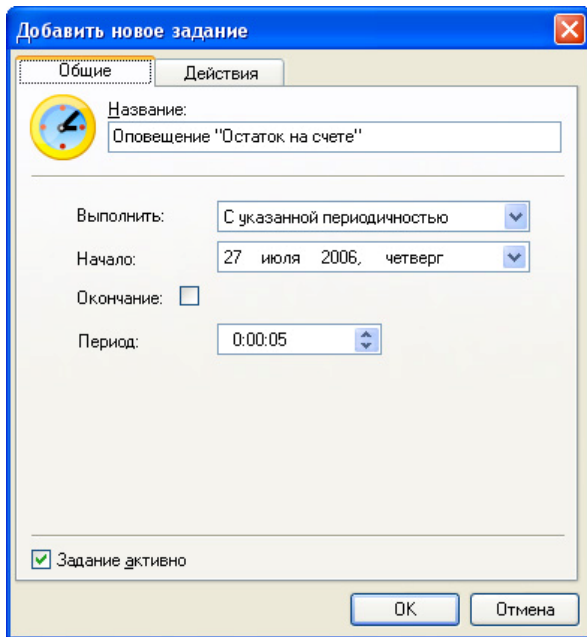 Добавить новое задание
Общие Действия
Название:
Оповещение "Остаток на счете"
Выполнить: С указанной периодичностью
Начало: 27 июля 2006, четверг
Окончание:
Период: 0:00:05
Задание активно
OK Отмена